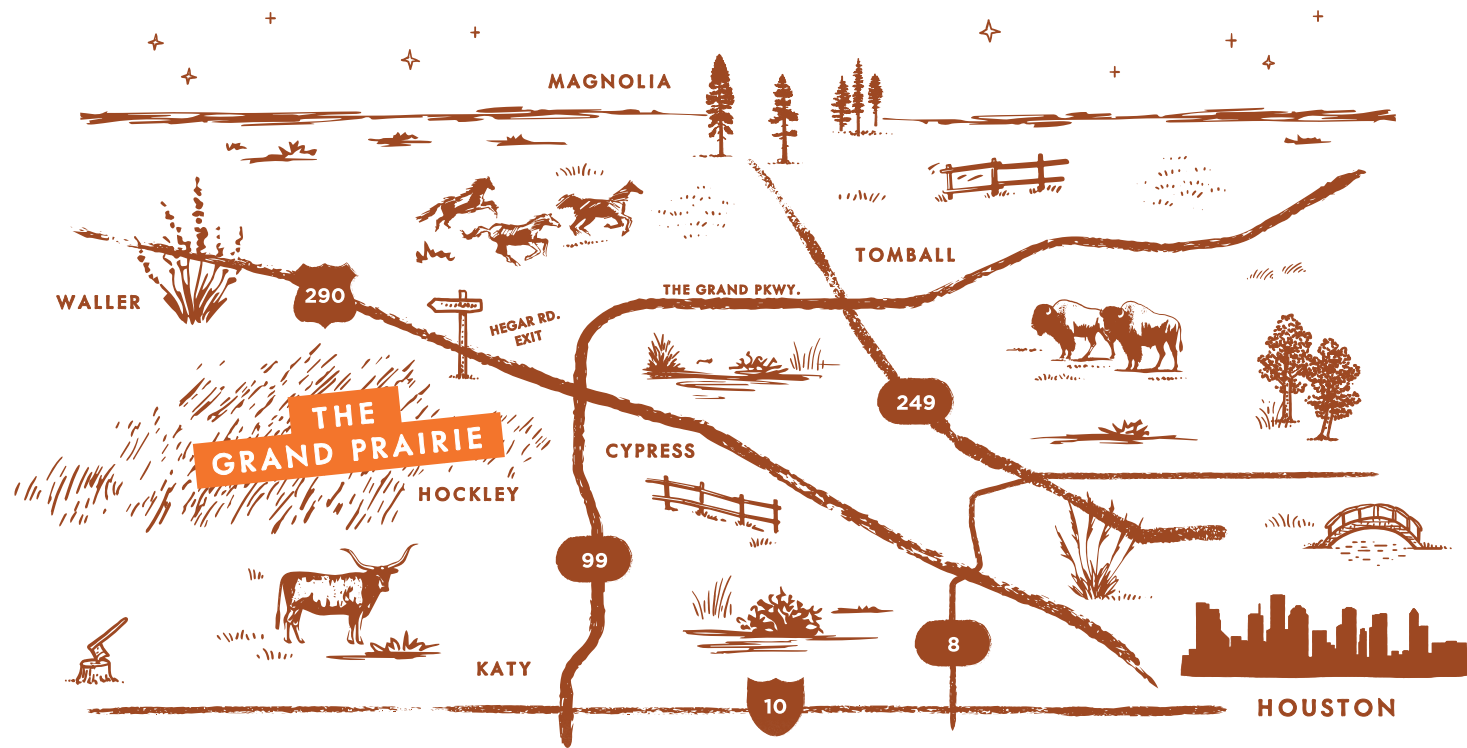 MAGNOLIA
TOMBALL
WALLER
290
THE GRAND PKWY.
HEGAR RD.
EXIT
249
THE
GRAND PRAIRIE
CYPRESS
HOCKLEY
99
8
KATY
10
HOUSTON